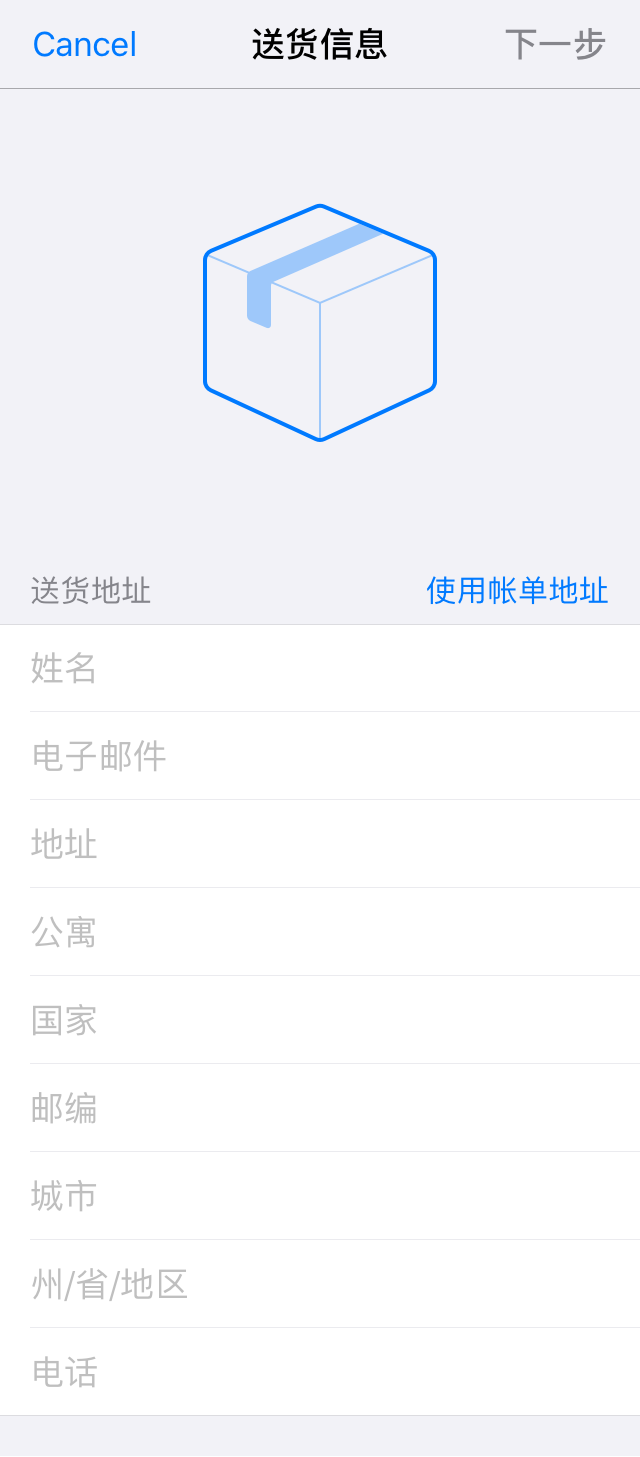 Cancel 送货信息 下一步
送货地址 使用帐单地址
姓名
电子邮件
地址
公寓
国家
邮编
城市
州/省/地区
电话